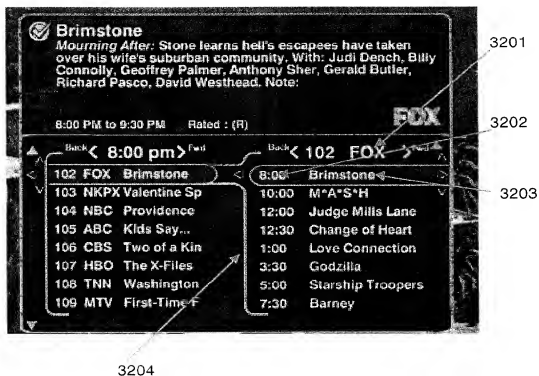 Brimstone
Mourning After: Stone learns hell's escapees have taken
over his wife's suburban community. With: Judi Dench, Billy
Connolly, Geoffrey Palmer, Anthony Sher, Gerald Butler,
Richard Pasco, David Westhead. Note:
FOX
8:00 PM to 9:30 PM Rated : (R)
Back < 8:00 pm > Fwd
102 FOX Brimstone
103 NKPX Valentine Sp
104 NBC Providence
105 ABC Kids Say...
106 CBS Two of a Kin
107 HBO The X-Files
108 TNN Washington
109 MTV First-Time F
Back < 102 FOX > Fwd
8:00 Brimstone
10:00 M*A*S*H
12:00 Judge Mills Lane
12:30 Change of Heart
1:00 Love Connection
3:30 Godzilla
5:00 Starship Troopers
7:30 Barney
3201
3202
3203
3204